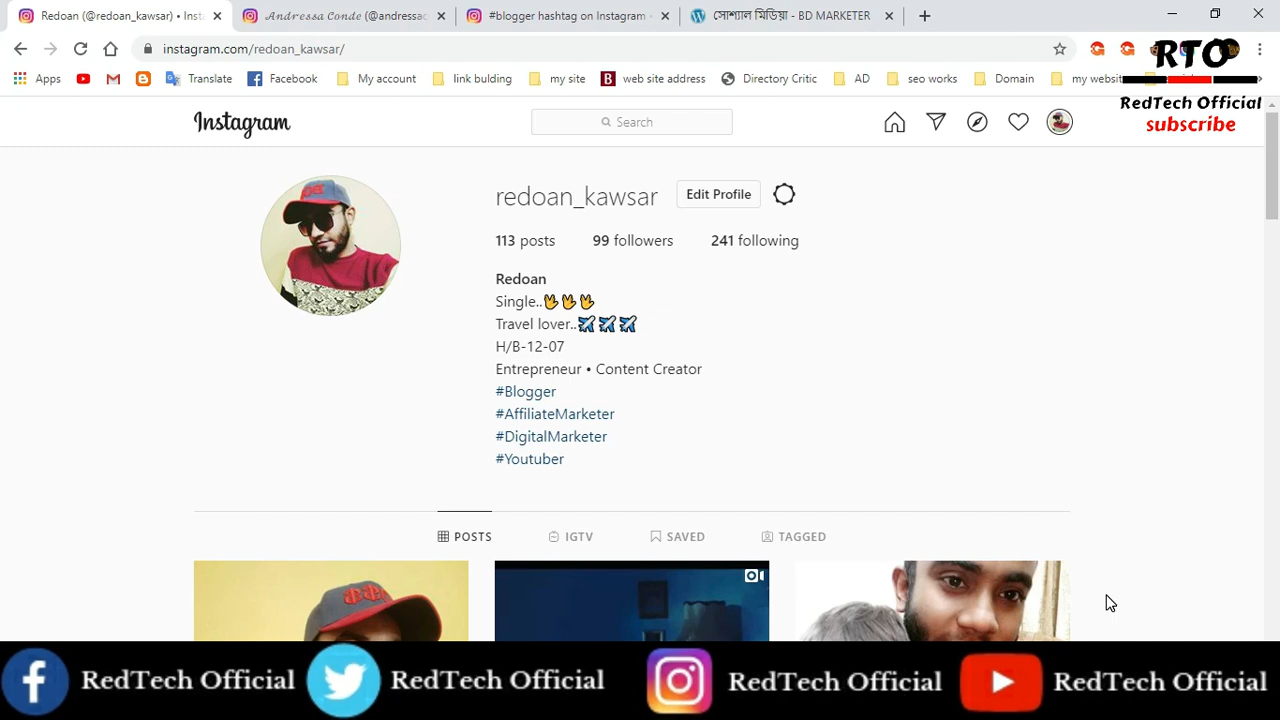 Redoan (@redoan_kawsar) • Insta
𝓐𝓷𝓭𝓻𝓮𝓼𝓼𝓪 𝓒𝓸𝓷𝓭𝓮 (@andressac
#blogger hashtag on Instagram •
সোশ্যাল মিডিয়া - BD MARKETER
instagram.com/redoan_kawsar/
Apps
Translate
Facebook
My account
link bulding
my site
B web site address
Directory Critic
AD
seo works
Domain
my websit
RTO
RedTech Official
subscribe
Instagram
Search
redoan_kawsar
Edit Profile
113 posts 99 followers 241 following
Redoan
Single..🖖🖖🖖
Travel lover..✈️✈️✈️
H/B-12-07
Entrepreneur • Content Creator
#Blogger
#AffiliateMarketer
#DigitalMarketer
#Youtuber
POSTS IGTV SAVED TAGGED
RedTech Official RedTech Official RedTech Official RedTech Official